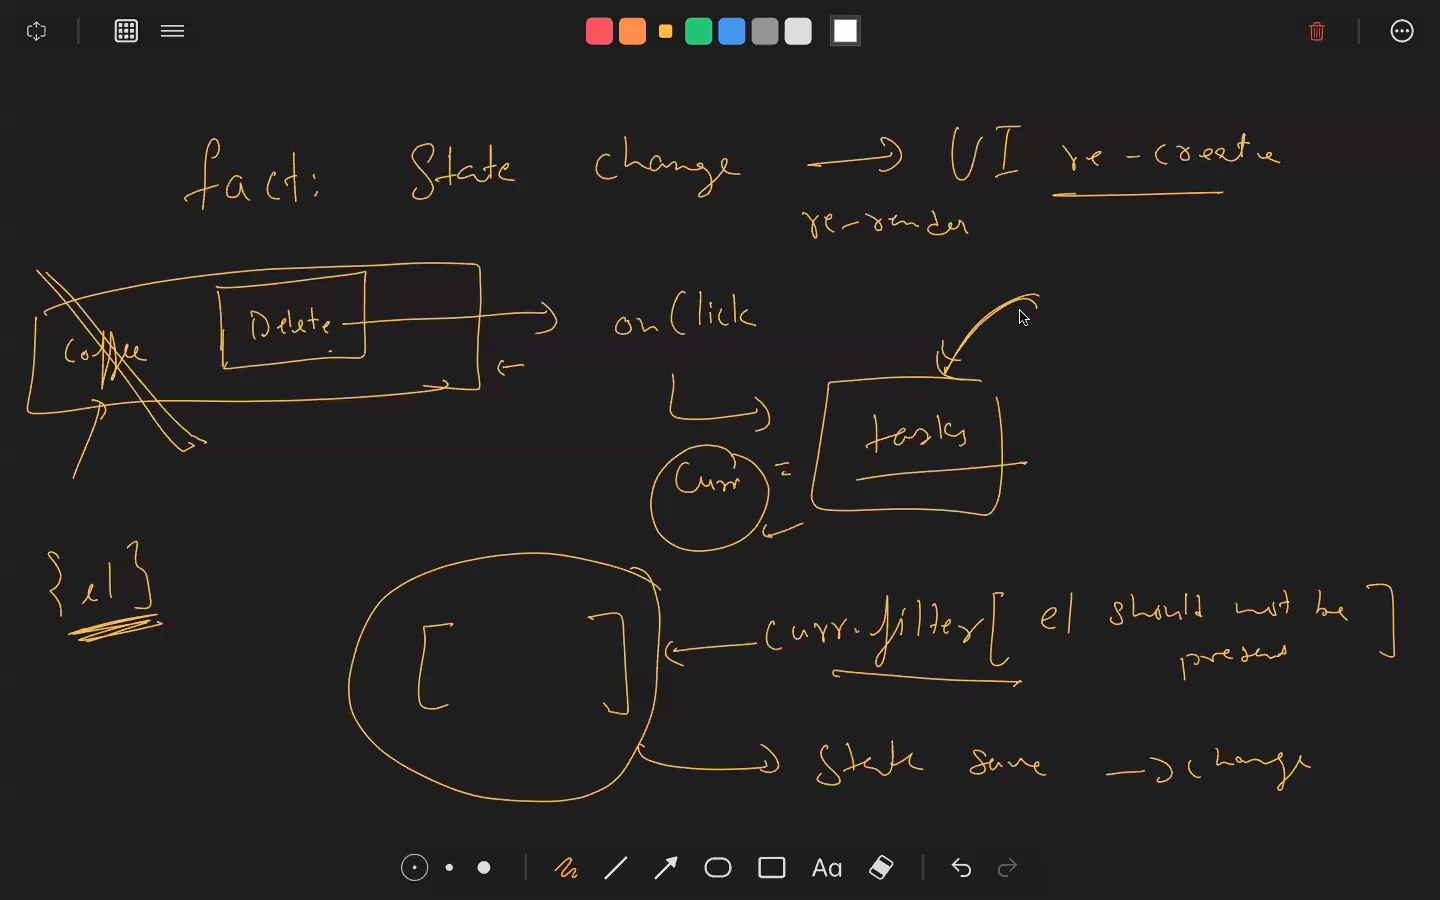 fact: State change → UI re-create
re-render
Coffee
Delete
onClick
tasks
Curr =
{el}
[ ]
curr.filter[ el should not be present ]
State save → change
Aa